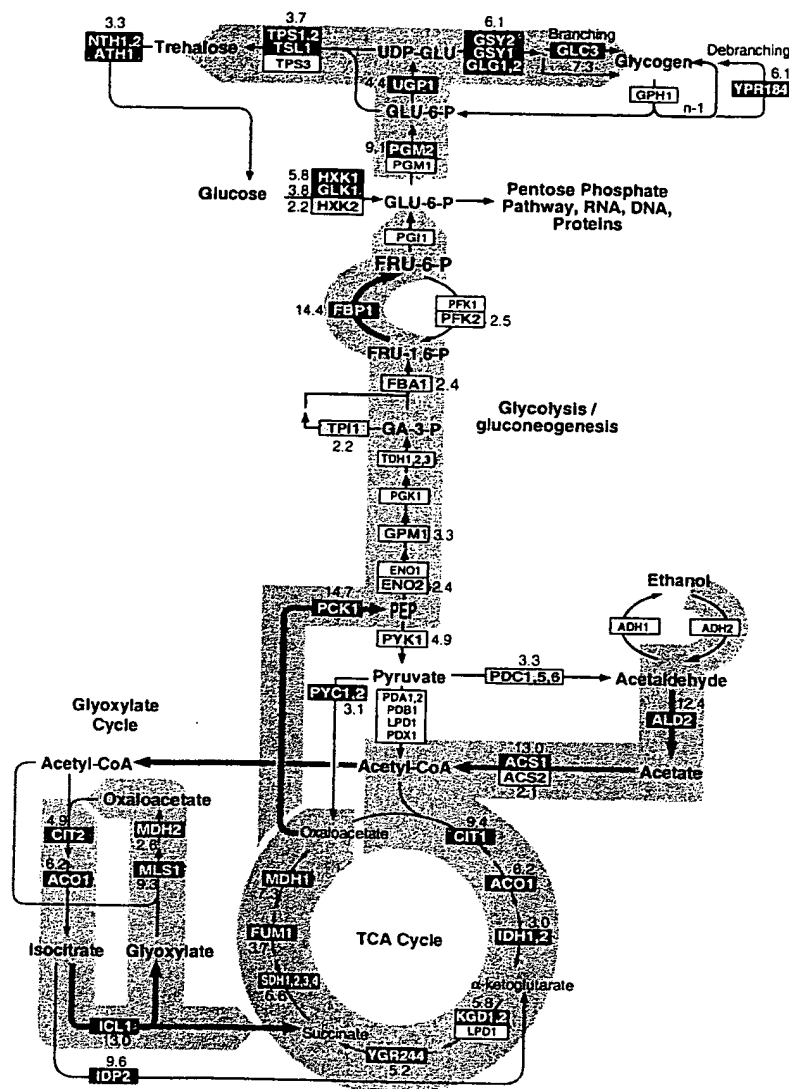 3.3
NTH1,2
ATH1
Trehalose
3.7
TPS1,2
TSL1
TPS3
UDP-GLU
6.1
GSY2
GSY1
GLG1,2
Branching
GLC3
7.3
Glycogen
Debranching
6.1
YPR184
GPH1
n-1
4.4
UGP1
GLU-6-P
9.1
PGM2
PGM1
Glucose
5.8 HXK1
3.8 GLK1
2.2 HXK2
GLU-6-P
Pentose Phosphate
Pathway, RNA, DNA,
Proteins
PGI1
FRU-6-P
14.4 FBP1
PFK1
PFK2 2.5
FRU-1,6-P
FBA1 2.4
Glycolysis /
gluconeogenesis
TPI1
2.2
GA-3-P
TDH1,2,3
PGK1
GPM1 3.3
ENO1
ENO2 2.4
14.7
PCK1
PEP
PYK1 4.9
Ethanol
ADH1
ADH2
Pyruvate
3.3
PDC1,5,6
Acetaldehyde
PYC1,2
3.1
PDA1,2
PDB1
LPD1
PDX1
12.4
ALD2
Glyoxylate
Cycle
Acetyl-CoA
Acetyl-CoA
13.0
ACS1
ACS2
2.1
Acetate
Oxaloacetate
4.9
CIT2
MDH2
2.6
Oxaloacetate
9.4
CIT1
6.2
ACO1
MLS1
9.3
MDH1
6.2
ACO1
Isocitrate
Glyoxylate
FUM1
3.7
TCA Cycle
3.0
IDH1,2
SDH1,2,3,4
α-ketoglutarate
5.8
KGD1,2
LPD1
ICL1
13.0
Succinate
YGR244
5.2
9.6
IDP2